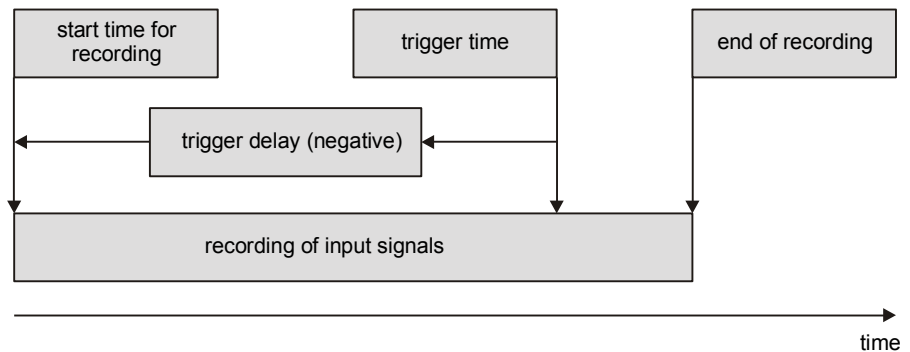 start time for
recording
trigger time
end of recording
trigger delay (negative)
recording of input signals
time